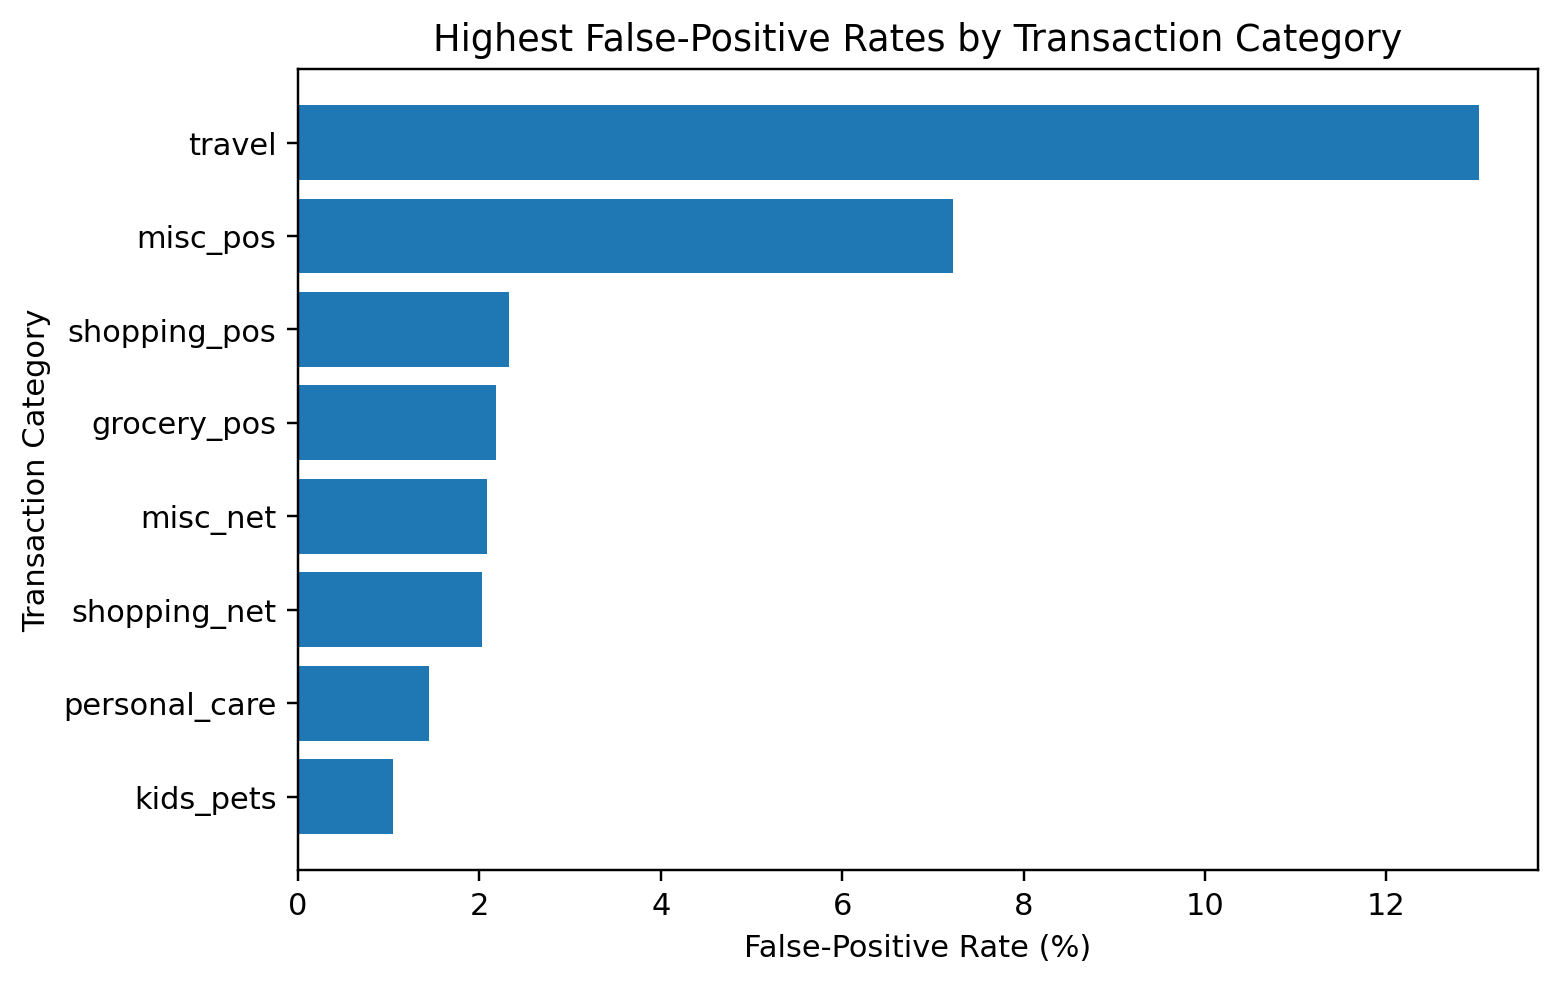 Highest False-Positive Rates by Transaction Category
Transaction Category
travel
misc_pos
shopping_pos
grocery_pos
misc_net
shopping_net
personal_care
kids_pets
0 2 4 6 8 10 12
False-Positive Rate (%)